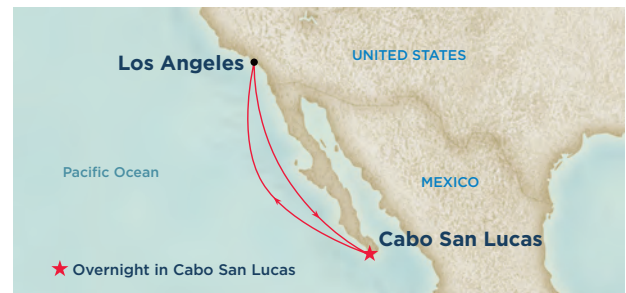 Los Angeles
UNITED STATES
Pacific Ocean
MEXICO
Cabo San Lucas
Overnight in Cabo San Lucas